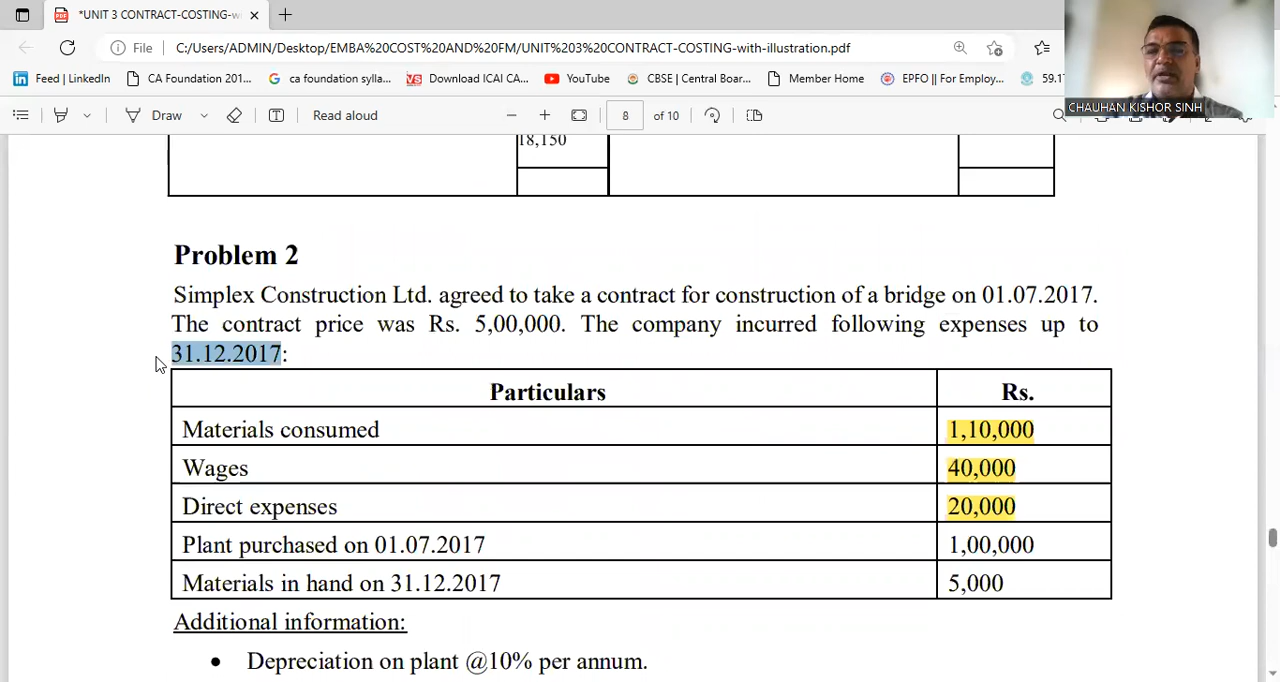 *UNIT 3 CONTRACT-COSTING-w
File C:/Users/ADMIN/Desktop/EMBA%20COST%20AND%20FM/UNIT%203%20CONTRACT-COSTING-with-illustration.pdf
Feed | LinkedIn CA Foundation 201... ca foundation sylla... Download ICAI CA... YouTube CBSE | Central Boar... Member Home EPFO || For Employ... 59.1
CHAUHAN KISHOR SINH
Draw Read aloud 8 of 10
18,150
Problem 2
Simplex Construction Ltd. agreed to take a contract for construction of a bridge on 01.07.2017.
The contract price was Rs. 5,00,000. The company incurred following expenses up to
31.12.2017:
Particulars Rs.
Materials consumed 1,10,000
Wages 40,000
Direct expenses 20,000
Plant purchased on 01.07.2017 1,00,000
Materials in hand on 31.12.2017 5,000
Additional information:
• Depreciation on plant @10% per annum.